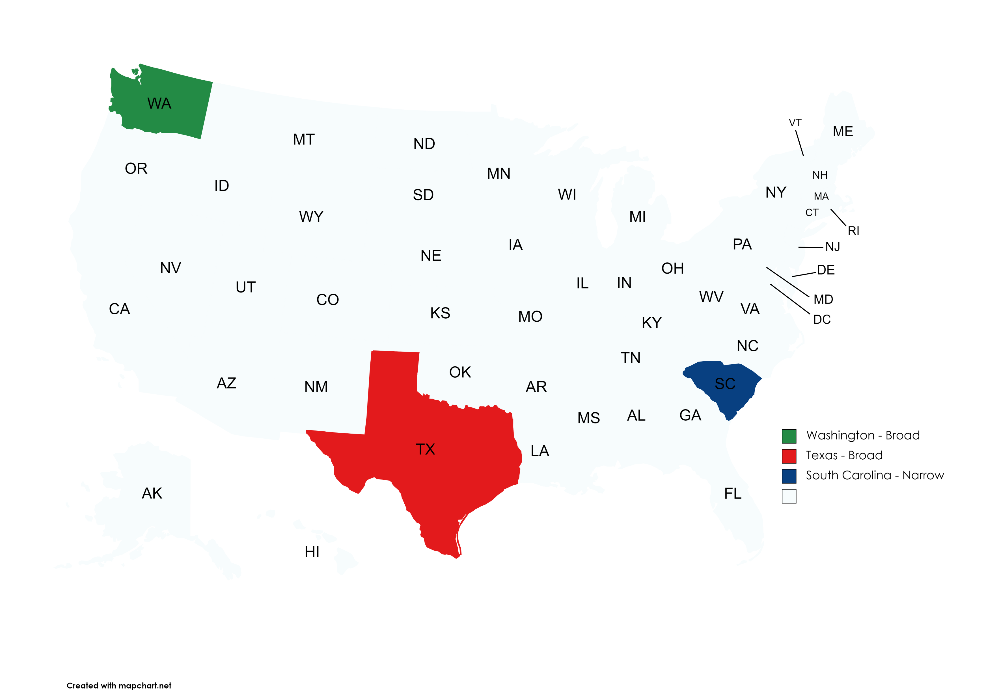 WA
VT
ME
MT
ND
OR
MN
NH
ID
NY
SD
WI
MA
WY
MI
CT
RI
IA
PA
NJ
NE
NV
OH
DE
IL
IN
UT
WV
CO
MD
CA
VA
KS
MO
DC
KY
NC
TN
OK
AZ
SC
NM
AR
MS
AL
GA
Washington - Broad
TX
LA
Texas - Broad
South Carolina - Narrow
AK
FL
HI
Created with mapchart.net